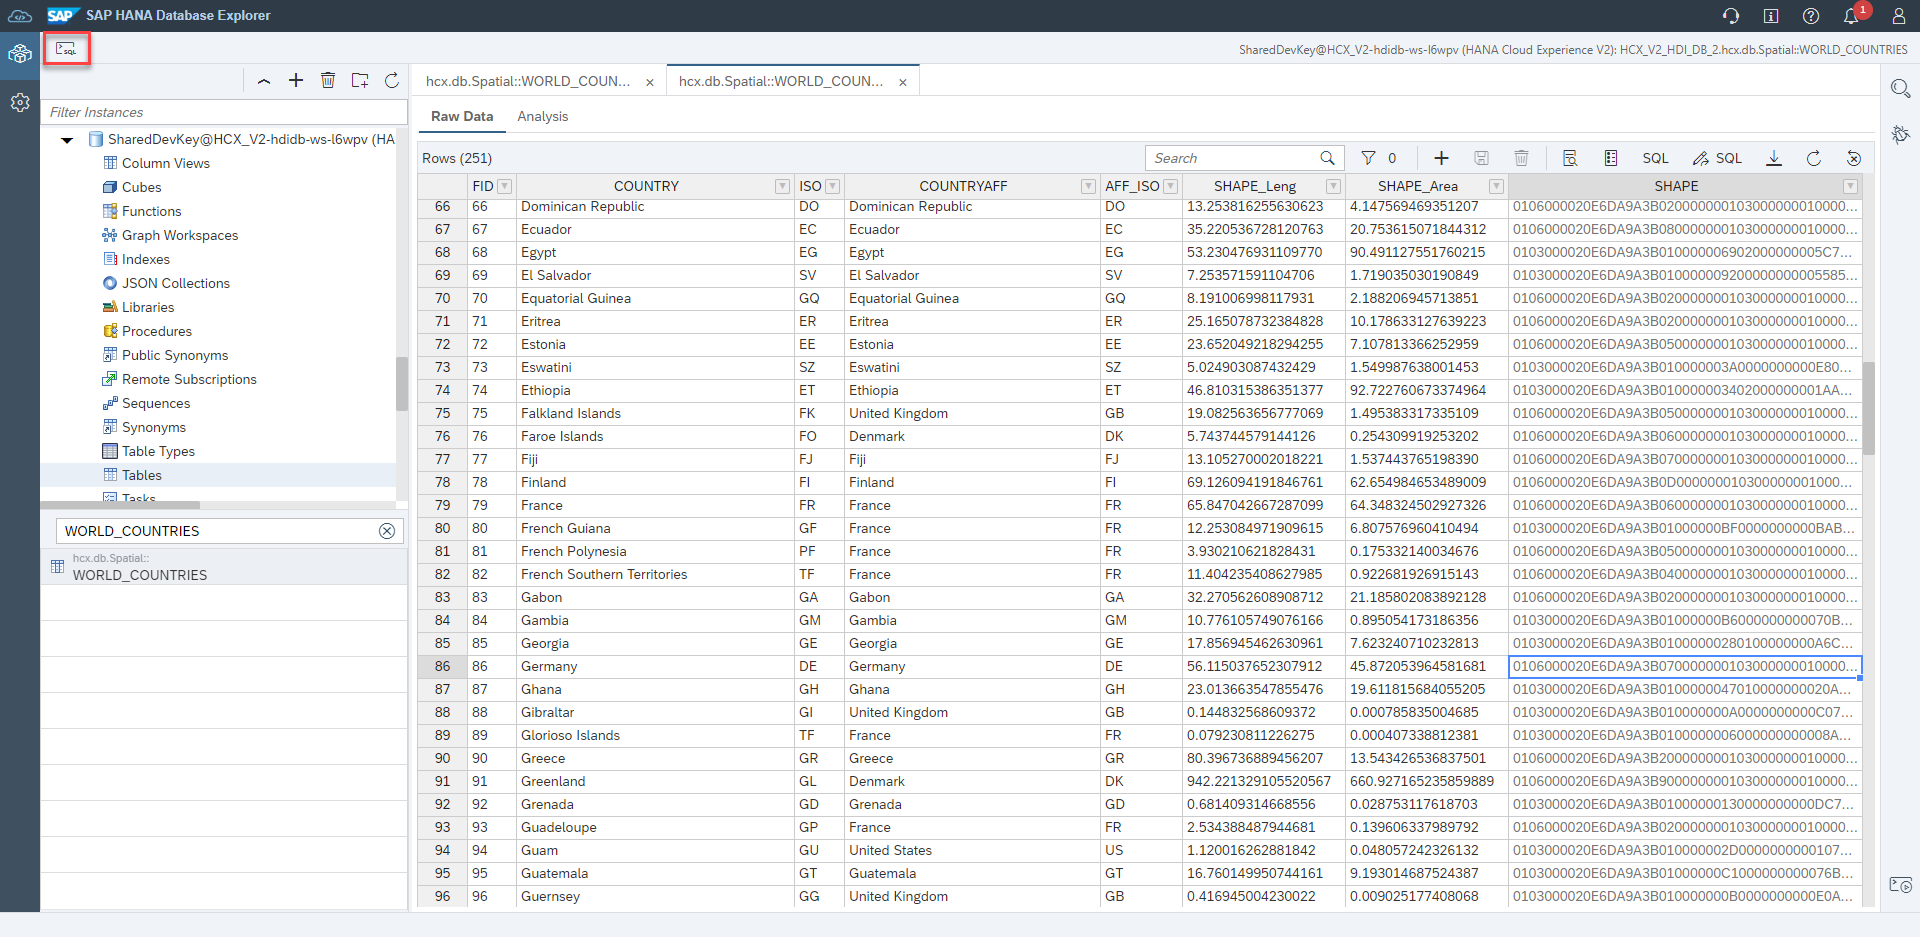 SAP SAP HANA Database Explorer
1
SQL
SharedDevKey@HCX_V2-hdidb-ws-l6wpv (HANA Cloud Experience V2): HCX_V2_HDI_DB_2.hcx.db.Spatial::WORLD_COUNTRIES
hcx.db.Spatial::WORLD_COUN... × hcx.db.Spatial::WORLD_COUN... ×
Filter Instances
SharedDevKey@HCX_V2-hdidb-ws-l6wpv (HA
Column Views
Cubes
Functions
Graph Workspaces
Indexes
JSON Collections
Libraries
Procedures
Public Synonyms
Remote Subscriptions
Sequences
Synonyms
Table Types
Tables
Tasks
WORLD_COUNTRIES
hcx.db.Spatial::
WORLD_COUNTRIES
Raw Data Analysis
Rows (251) Search 0 SQL SQL
FID COUNTRY ISO COUNTRYAFF AFF_ISO SHAPE_Leng SHAPE_Area SHAPE
66 66 Dominican Republic DO Dominican Republic DO 13.253816255630623 4.147569469351207 0106000020E6DA9A3B020000000103000000010000...
67 67 Ecuador EC Ecuador EC 35.220536728120763 20.753615071844312 0106000020E6DA9A3B080000000103000000010000...
68 68 Egypt EG Egypt EG 53.230476931109770 90.491127551760215 0103000020E6DA9A3B010000006902000000005C7...
69 69 El Salvador SV El Salvador SV 7.253571591104706 1.719035030190849 0103000020E6DA9A3B01000000920000000005585...
70 70 Equatorial Guinea GQ Equatorial Guinea GQ 8.191006998117931 2.188206945713851 0106000020E6DA9A3B020000000103000000010000...
71 71 Eritrea ER Eritrea ER 25.165078732384828 10.178633127639223 0106000020E6DA9A3B020000000103000000010000...
72 72 Estonia EE Estonia EE 23.652049218294255 7.107813366252959 0106000020E6DA9A3B050000000103000000010000...
73 73 Eswatini SZ Eswatini SZ 5.024903087432429 1.549987638001453 0103000020E6DA9A3B010000003A0000000000E80...
74 74 Ethiopia ET Ethiopia ET 46.810315386351377 92.722760673374964 0103000020E6DA9A3B010000003402000000001AA...
75 75 Falkland Islands FK United Kingdom GB 19.082563656777069 1.495383317335109 0106000020E6DA9A3B050000000103000000010000...
76 76 Faroe Islands FO Denmark DK 5.743744579144126 0.254309919253202 0106000020E6DA9A3B060000000103000000010000...
77 77 Fiji FJ Fiji FJ 13.105270002018221 1.537443765198390 0106000020E6DA9A3B070000000103000000010000...
78 78 Finland FI Finland FI 69.126094191846761 62.654984653489009 0106000020E6DA9A3B0D000000010300000001000...
79 79 France FR France FR 65.847042667287099 64.348324502927326 0106000020E6DA9A3B060000000103000000010000...
80 80 French Guiana GF France FR 12.253084971909615 6.807576960410494 0103000020E6DA9A3B01000000BF0000000000BAB...
81 81 French Polynesia PF France FR 3.930210621828431 0.175332140034676 0106000020E6DA9A3B050000000103000000010000...
82 82 French Southern Territories TF France FR 11.404235408627985 0.922681926915143 0106000020E6DA9A3B040000000103000000010000...
83 83 Gabon GA Gabon GA 32.270562608908712 21.185802083892128 0106000020E6DA9A3B020000000103000000010000...
84 84 Gambia GM Gambia GM 10.776105749076166 0.895054173186356 0103000020E6DA9A3B01000000B6000000000070B...
85 85 Georgia GE Georgia GE 17.856945462630961 7.623240710232813 0103000020E6DA9A3B010000002801000000000A6C...
86 86 Germany DE Germany DE 56.115037652307912 45.872053964581681 0106000020E6DA9A3B070000000103000000010000...
87 87 Ghana GH Ghana GH 23.013663547855476 19.611815684055205 0103000020E6DA9A3B0100000047010000000020A...
88 88 Gibraltar GI United Kingdom GB 0.144832568609372 0.000785835004685 0103000020E6DA9A3B010000000A0000000000C07...
89 89 Glorioso Islands TF France FR 0.079230811226275 0.000407338812381 0103000020E6DA9A3B0100000006000000000008A...
90 90 Greece GR Greece GR 80.396736889456207 13.543426536837501 0106000020E6DA9A3B200000000103000000010000...
91 91 Greenland GL Denmark DK 942.221329105520567 660.927165235859889 0106000020E6DA9A3B900000000103000000010000...
92 92 Grenada GD Grenada GD 0.681409314668556 0.028753117618703 0103000020E6DA9A3B01000000130000000000DC7...
93 93 Guadeloupe GP France FR 2.534388487944681 0.139606337989792 0106000020E6DA9A3B020000000103000000010000...
94 94 Guam GU United States US 1.120016262881842 0.048057242326132 0103000020E6DA9A3B010000002D0000000000107...
95 95 Guatemala GT Guatemala GT 16.760149950744161 9.193014687524387 0103000020E6DA9A3B01000000C1000000000076B...
96 96 Guernsey GG United Kingdom GB 0.416945004230022 0.009025177408068 0103000020E6DA9A3B010000000B0000000000E0A...